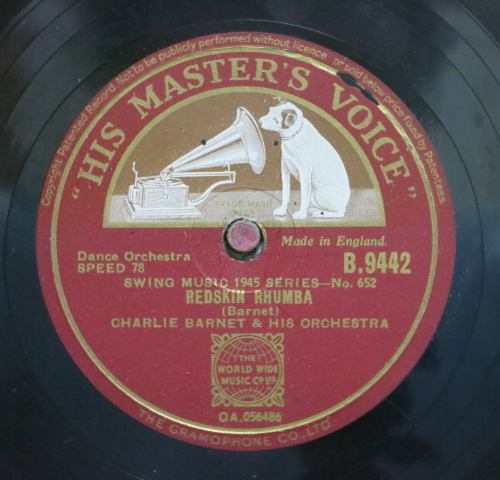 Copyright Patented Record. Not to be publicly performed without licence or sold below price fixed by Patentees.
"HIS MASTER'S VOICE"
TRADE MARK
Made in England.
Dance Orchestra
SPEED 78
B.9442
SWING MUSIC 1945 SERIES—No. 652
REDSKIN RHUMBA
(Barnet)
CHARLIE BARNET & HIS ORCHESTRA
THE
WORLD WIDE
MUSIC CO LTD
OA.056486
THE GRAMOPHONE CO., LTD